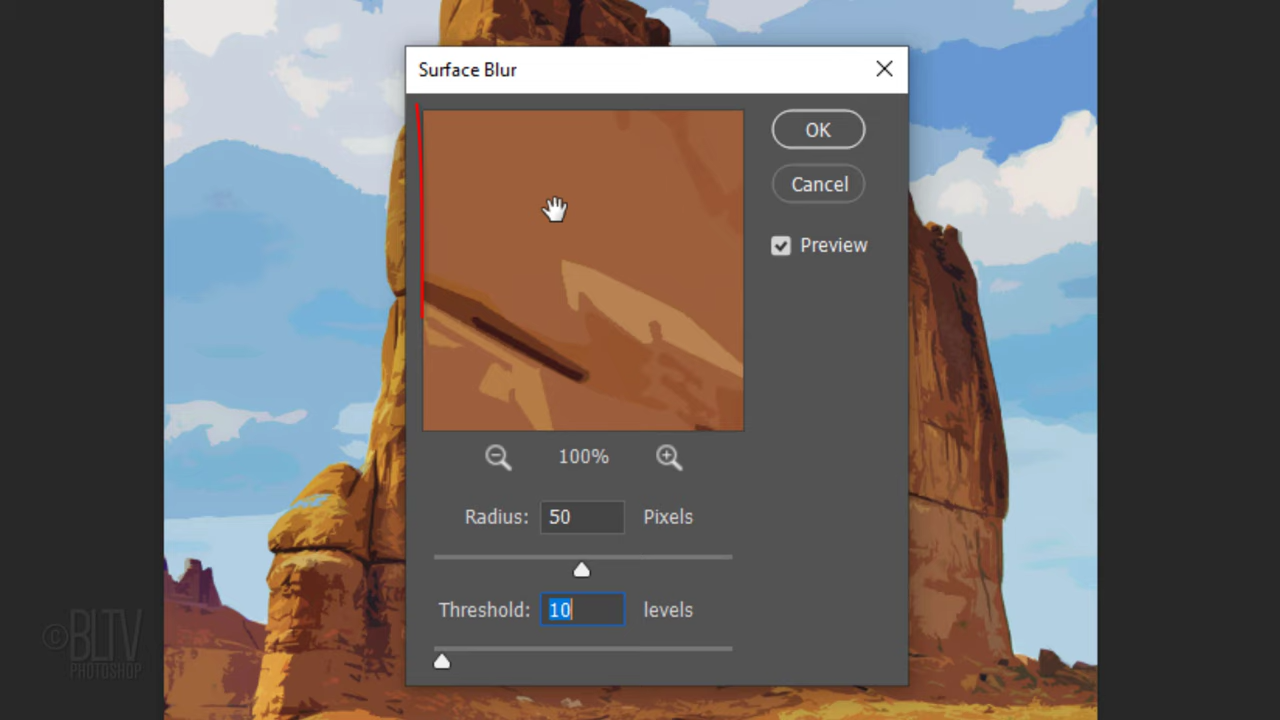 Surface Blur
OK
Cancel
Preview
100%
Radius: 50 Pixels
Threshold: 10 levels
©BLTV
PHOTOSHOP